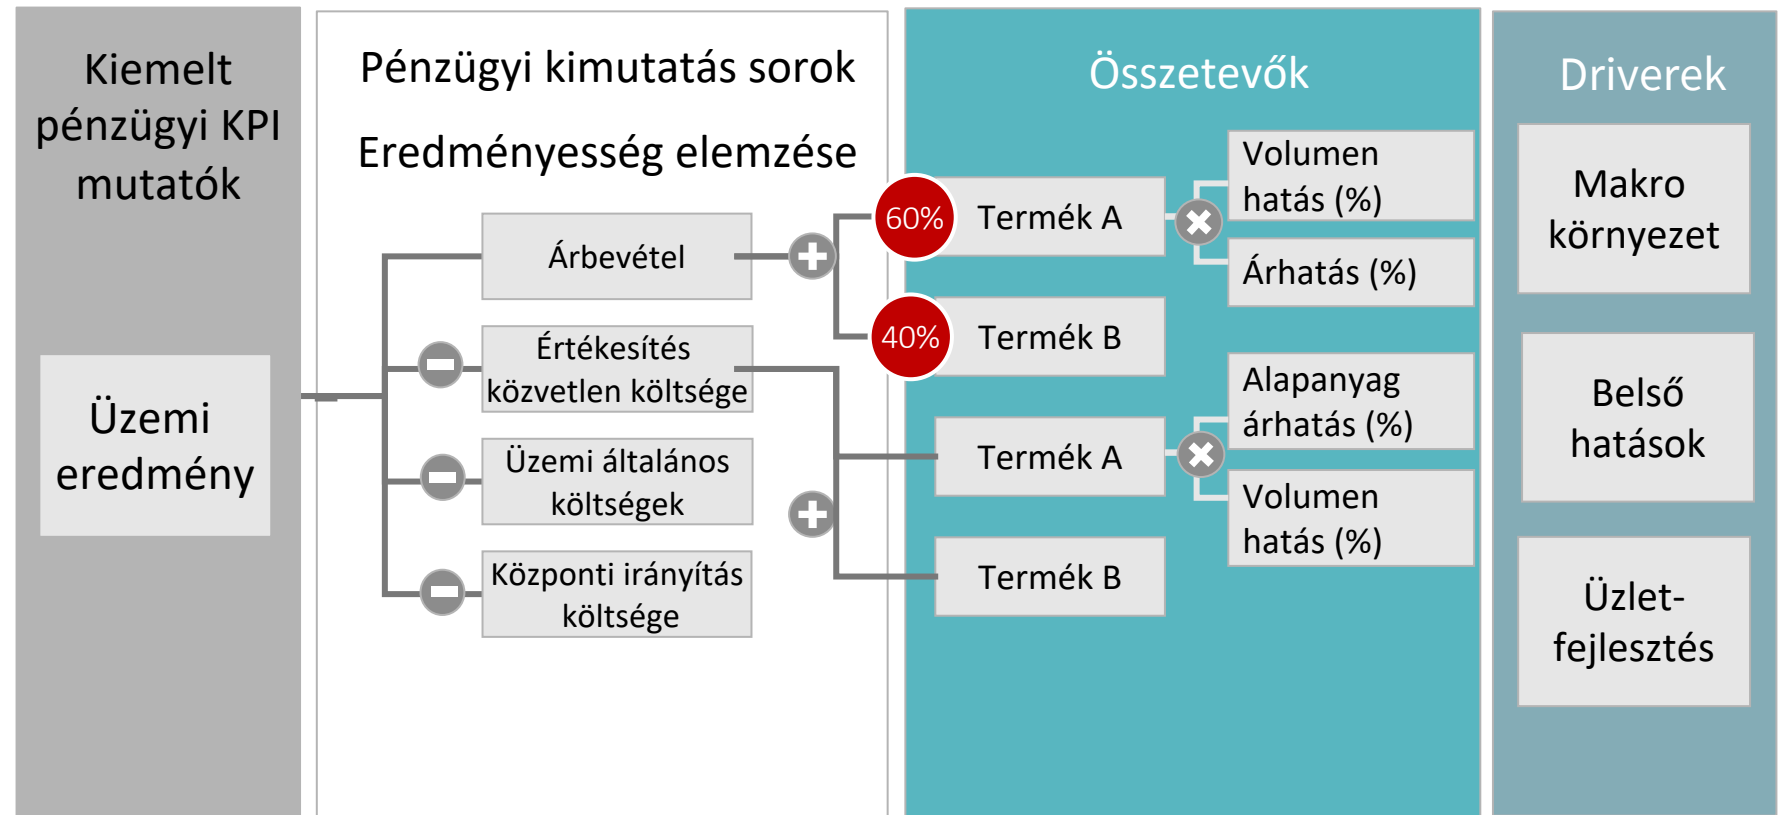 Kiemelt
pénzügyi KPI
mutatók
Üzemi
eredmény
Pénzügyi kimutatás sorok
Eredményesség elemzése
Árbevétel
Értékesítés
közvetlen költsége
Üzemi általános
költségek
Központi irányítás
költsége
Összetevők
60%
Termék A
Volumen
hatás (%)
Árhatás (%)
40%
Termék B
Termék A
Alapanyag
árhatás (%)
Volumen
hatás (%)
Termék B
Driverek
Makro
környezet
Belső
hatások
Üzlet-
fejlesztés